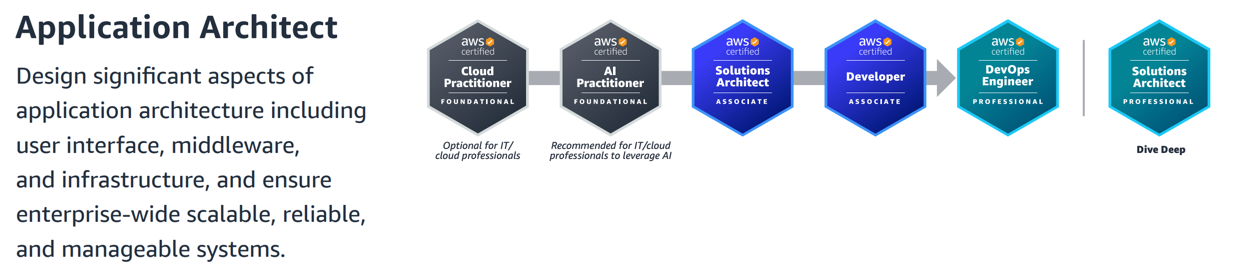 Application Architect
Design significant aspects of
application architecture including
user interface, middleware,
and infrastructure, and ensure
enterprise-wide scalable, reliable,
and manageable systems.
aws
certified
Cloud
Practitioner
FOUNDATIONAL
Optional for IT/
cloud professionals
aws
certified
AI
Practitioner
FOUNDATIONAL
Recommended for IT/cloud
professionals to leverage AI
aws
certified
Solutions
Architect
ASSOCIATE
aws
certified
Developer
ASSOCIATE
aws
certified
DevOps
Engineer
PROFESSIONAL
aws
certified
Solutions
Architect
PROFESSIONAL
Dive Deep